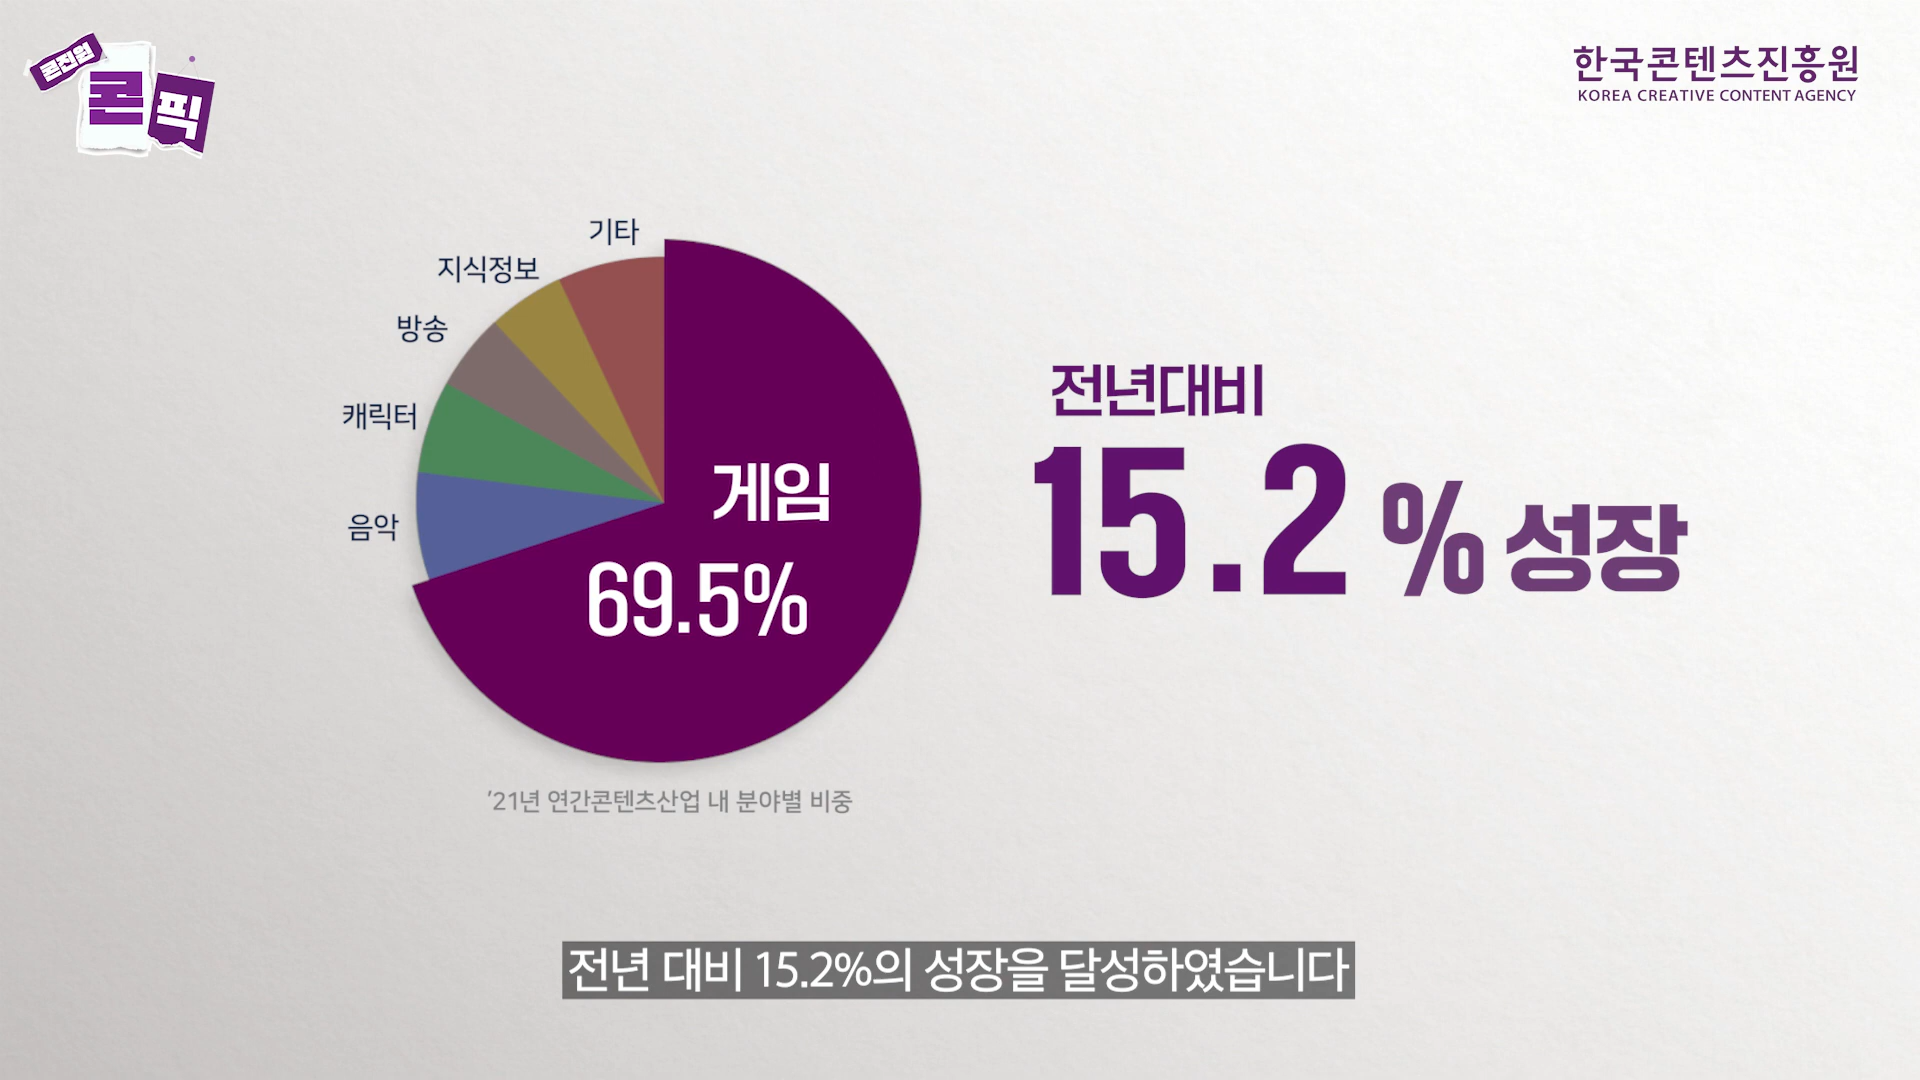 콘진원
콘픽
한국콘텐츠진흥원
KOREA CREATIVE CONTENT AGENCY
기타
지식정보
방송
캐릭터
음악
게임
69.5%
'21년 연간콘텐츠산업 내 분야별 비중
전년대비
15.2% 성장
전년 대비 15.2%의 성장을 달성하였습니다